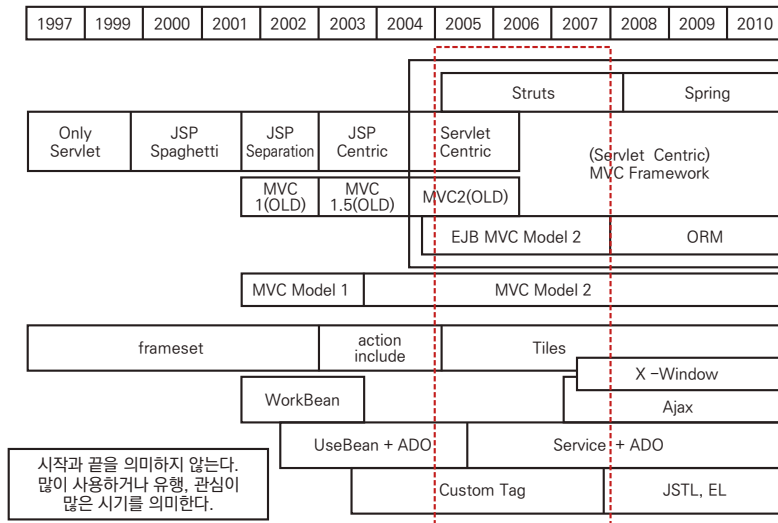 1997 1999 2000 2001 2002 2003 2004 2005 2006 2007 2008 2009 2010
Struts Spring
Only
Servlet
JSP
Spaghetti
JSP
Separation
JSP
Centric
Servlet
Centric
(Servlet Centric)
MVC Framework
MVC
1(OLD)
MVC
1.5(OLD)
MVC2(OLD)
EJB MVC Model 2 ORM
MVC Model 1 MVC Model 2
frameset
action
include
Tiles
X -Window
WorkBean
Ajax
UseBean + ADO Service + ADO
Custom Tag JSTL, EL
시작과 끝을 의미하지 않는다.
많이 사용하거나 유행, 관심이
많은 시기를 의미한다.